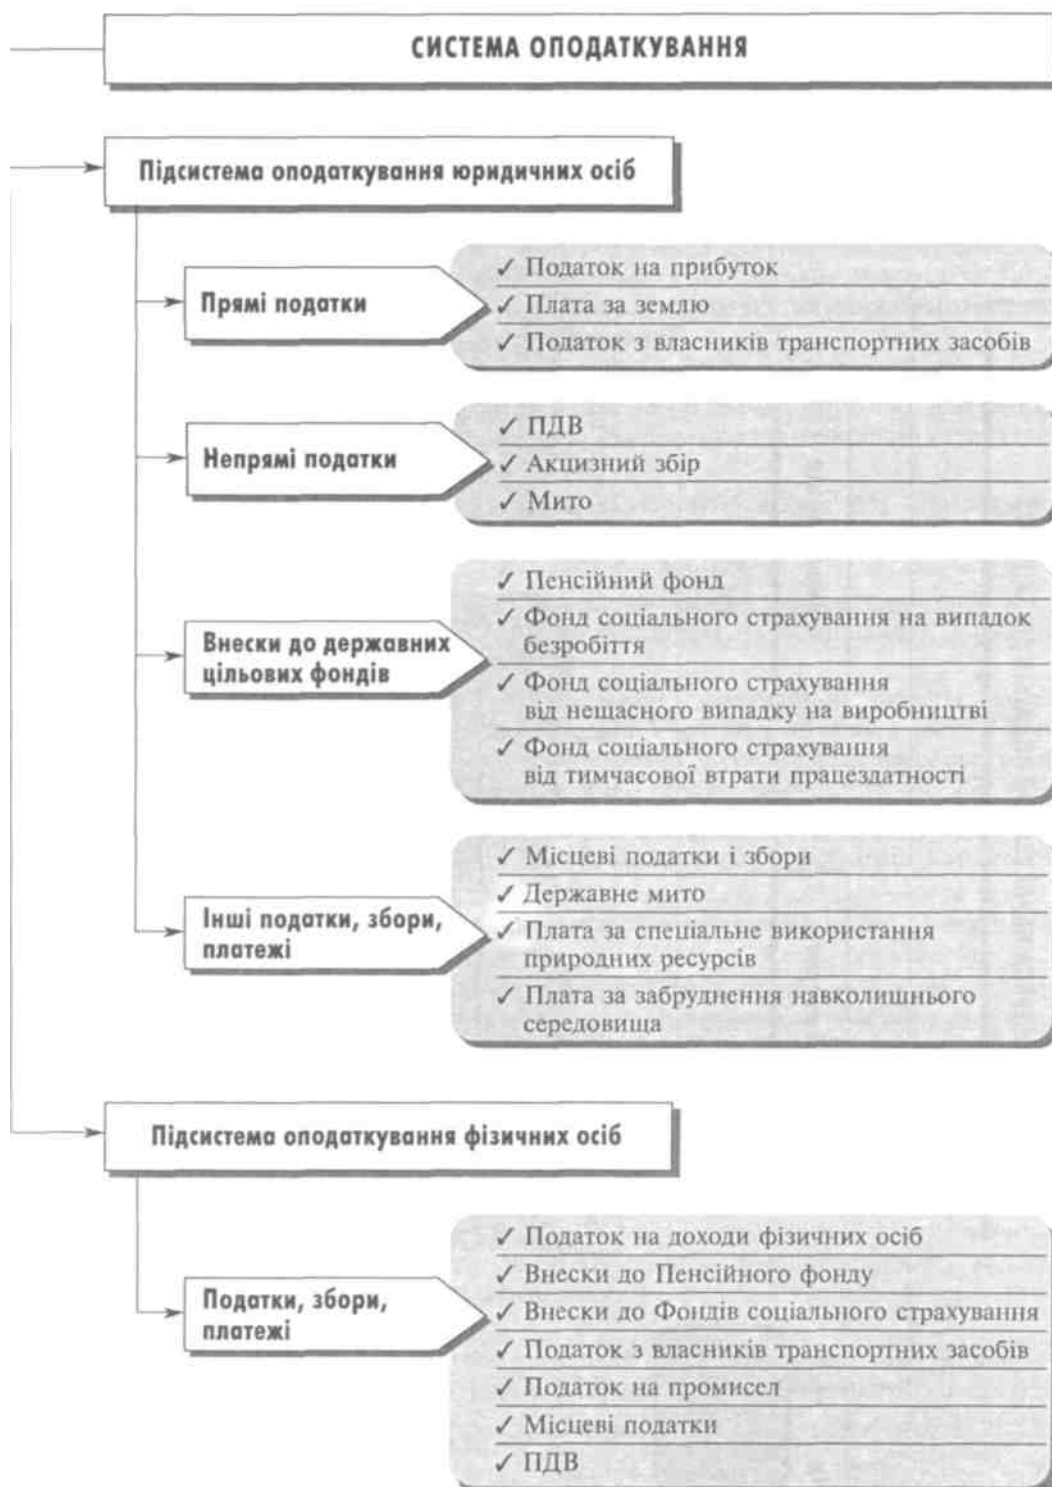 СИСТЕМА ОПОДАТКУВАННЯ
Підсистема оподаткування юридичних осіб
Прямі податки
✓ Податок на прибуток
✓ Плата за землю
✓ Податок з власників транспортних засобів
Непрямі податки
✓ ПДВ
✓ Акцизний збір
✓ Мито
Внески до державних
цільових фондів
✓ Пенсійний фонд
✓ Фонд соціального страхування на випадок
безробіття
✓ Фонд соціального страхування
від нещасного випадку на виробництві
✓ Фонд соціального страхування
від тимчасової втрати працездатності
Інші податки, збори,
платежі
✓ Місцеві податки і збори
✓ Державне мито
✓ Плата за спеціальне використання
природних ресурсів
✓ Плата за забруднення навколишнього
середовища
Підсистема оподаткування фізичних осіб
Податки, збори,
платежі
✓ Податок на доходи фізичних осіб
✓ Внески до Пенсійного фонду
✓ Внески до Фондів соціального страхування
✓ Податок з власників транспортних засобів
✓ Податок на промисел
✓ Місцеві податки
✓ ПДВ